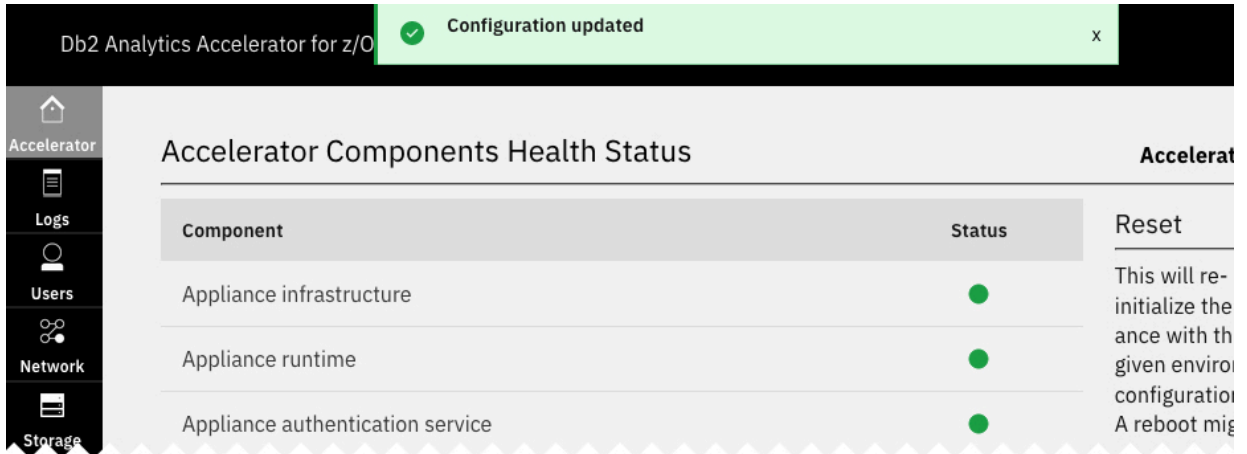 Db2 Analytics Accelerator for z/O
Configuration updated
x
Accelerator
Logs
Users
Network
Storage
Accelerator Components Health Status
Component Status
Appliance infrastructure
Appliance runtime
Appliance authentication service
Accelerat
Reset
This will re-
initialize the
ance with th
given enviro
configuration
A reboot mig